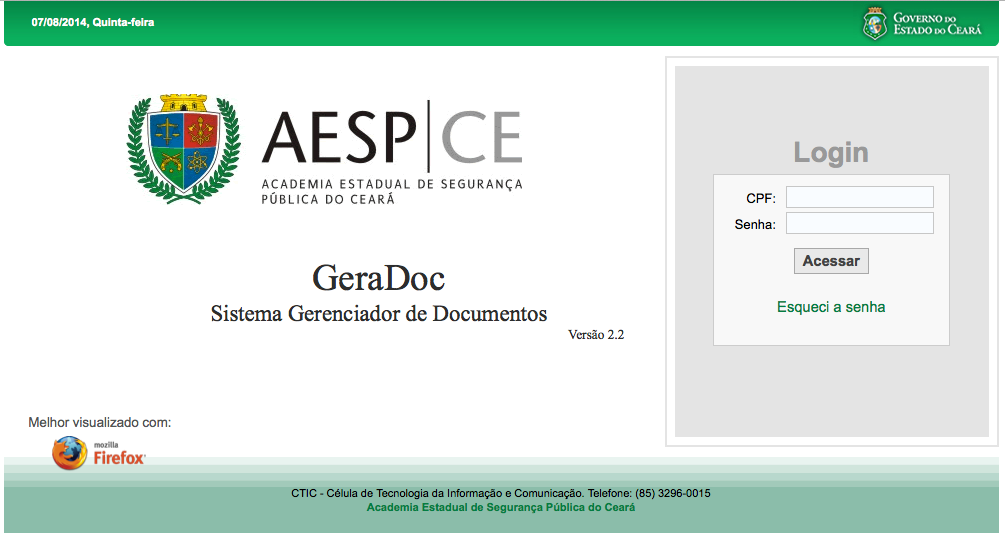 07/08/2014, Quinta-feira
GOVERNO DO
ESTADO DO CEARÁ
AESP|CE
ACADEMIA ESTADUAL DE SEGURANÇA
PÚBLICA DO CEARÁ
GeraDoc
Sistema Gerenciador de Documentos
Versão 2.2
Login
CPF:
Senha:
Acessar
Esqueci a senha
Melhor visualizado com:
mozilla
Firefox
CTIC - Célula de Tecnologia da Informação e Comunicação. Telefone: (85) 3296-0015
Academia Estadual de Segurança Pública do Ceará